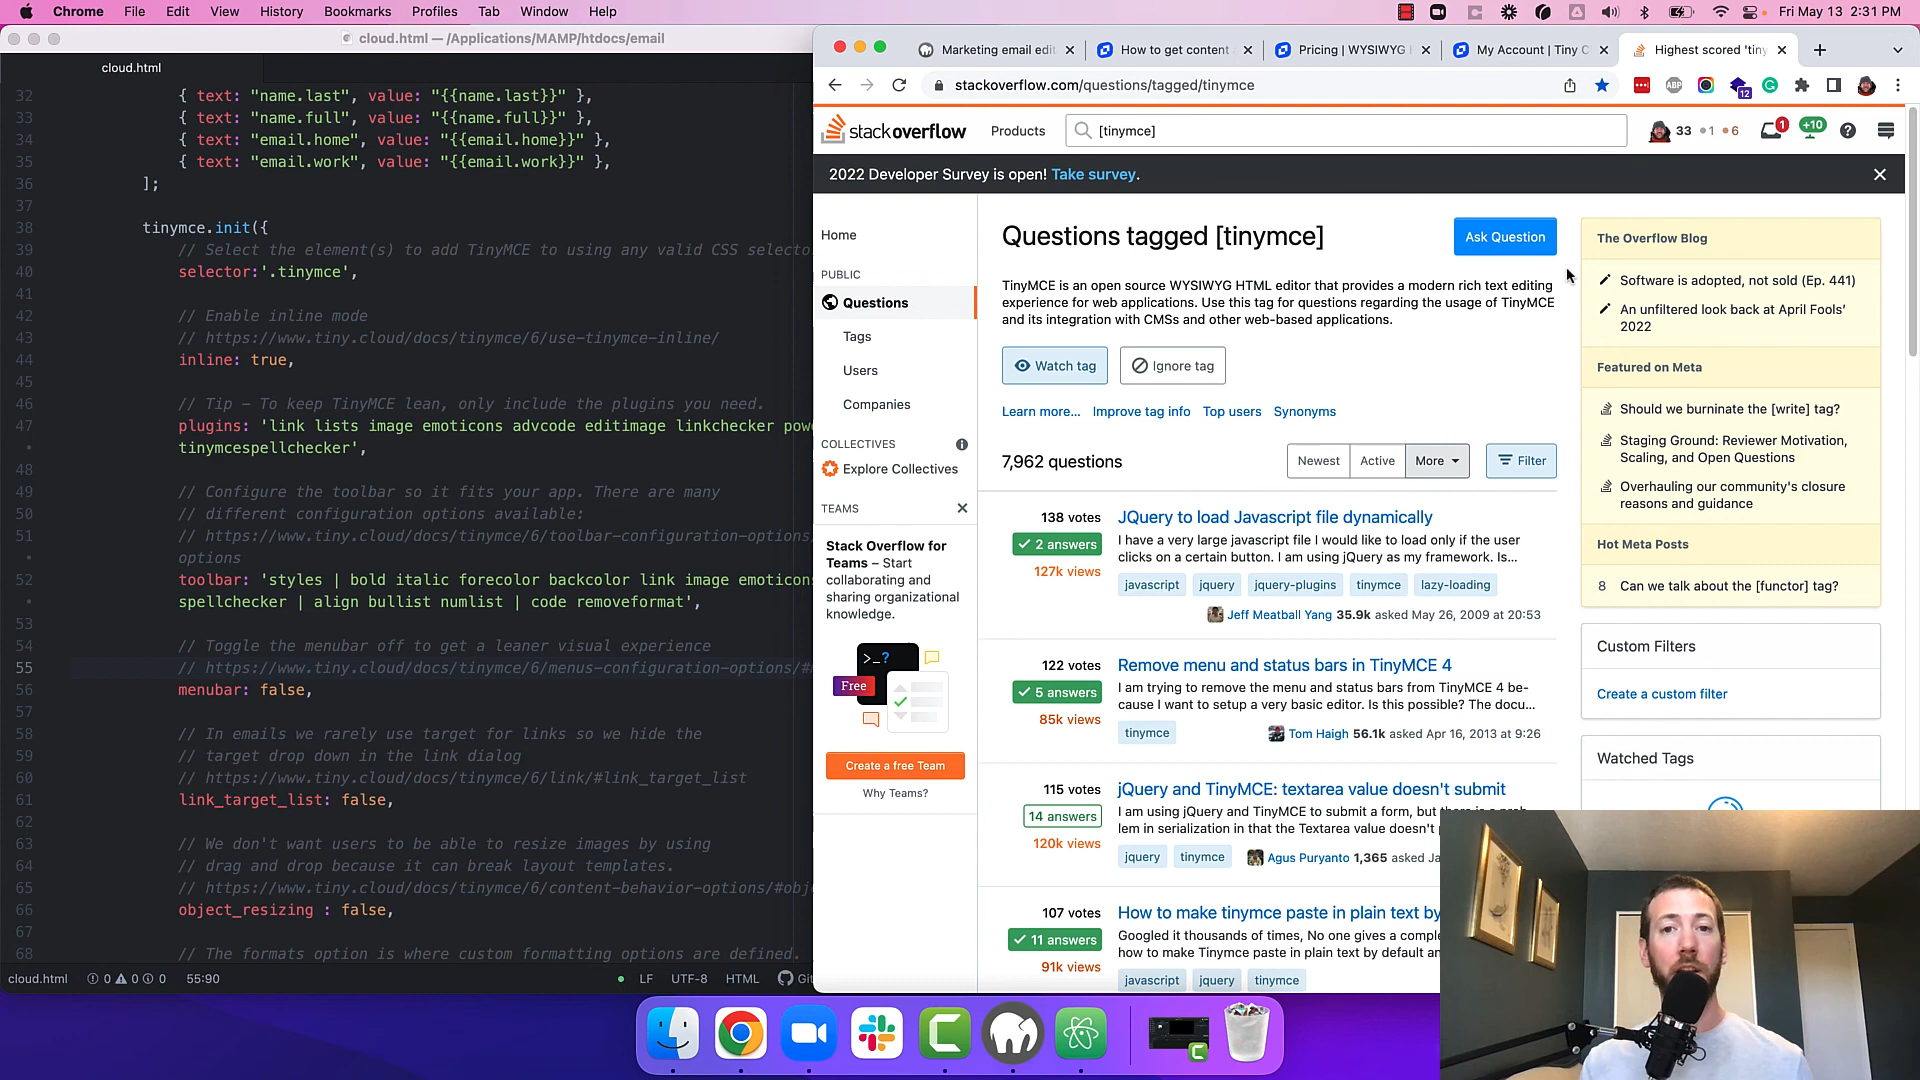 Chrome File Edit View History Bookmarks Profiles Tab Window Help
Fri May 13 2:31 PM
cloud.html — /Applications/MAMP/htdocs/email
cloud.html
32 { text: "name.last", value: "{{name.last}}" },
33 { text: "name.full", value: "{{name.full}}" },
34 { text: "email.home", value: "{{email.home}}" },
35 { text: "email.work", value: "{{email.work}}" },
36 ];
37
38 tinymce.init({
39 // Select the element(s) to add TinyMCE to using any valid CSS selecto
40 selector:'.tinymce',
41
42 // Enable inline mode
43 // https://www.tiny.cloud/docs/tinymce/6/use-tinymce-inline/
44 inline: true,
45
46 // Tip - To keep TinyMCE lean, only include the plugins you need.
47 plugins: 'link lists image emoticons advcode editimage linkchecker pow
• tinymcespellchecker',
48
49 // Configure the toolbar so it fits your app. There are many
50 // different configuration options available:
51 // https://www.tiny.cloud/docs/tinymce/6/toolbar-configuration-options/
• options
52 toolbar: 'styles | bold italic forecolor backcolor link image emoticons
• spellchecker | align bullist numlist | code removeformat',
53
54 // Toggle the menubar off to get a leaner visual experience
55 // https://www.tiny.cloud/docs/tinymce/6/menus-configuration-options/#
56 menubar: false,
57
58 // In emails we rarely use target for links so we hide the
59 // target drop down in the link dialog
60 // https://www.tiny.cloud/docs/tinymce/6/link/#link_target_list
61 link_target_list: false,
62
63 // We don't want users to be able to resize images by using
64 // drag and drop because it can break layout templates.
65 // https://www.tiny.cloud/docs/tinymce/6/content-behavior-options/#obj
66 object_resizing : false,
67
68 // The formats option is where custom formatting options are defined.
cloud.html 0 0 0 55:90 LF UTF-8 HTML Git
Marketing email edit How to get content Pricing | WYSIWYG My Account | Tiny C Highest scored 'tiny
stackoverflow.com/questions/tagged/tinymce
ABP 12
stackoverflow Products [tinymce] 33 1 6 1 +10
2022 Developer Survey is open! Take survey.
Home
PUBLIC
Questions
Tags
Users
Companies
COLLECTIVES
Explore Collectives
TEAMS
Stack Overflow for
Teams – Start
collaborating and
sharing organizational
knowledge.
>_?
Free
Create a free Team
Why Teams?
Questions tagged [tinymce]
Ask Question
TinyMCE is an open source WYSIWYG HTML editor that provides a modern rich text editing
experience for web applications. Use this tag for questions regarding the usage of TinyMCE
and its integration with CMSs and other web-based applications.
Watch tag Ignore tag
Learn more... Improve tag info Top users Synonyms
7,962 questions
Newest Active More Filter
138 votes
2 answers
127k views
JQuery to load Javascript file dynamically
I have a very large javascript file I would like to load only if the user
clicks on a certain button. I am using jQuery as my framework. Is...
javascript jquery jquery-plugins tinymce lazy-loading
Jeff Meatball Yang 35.9k asked May 26, 2009 at 20:53
122 votes
5 answers
85k views
Remove menu and status bars in TinyMCE 4
I am trying to remove the menu and status bars from TinyMCE 4 be-
cause I want to setup a very basic editor. Is this possible? The docu...
tinymce
Tom Haigh 56.1k asked Apr 16, 2013 at 9:26
115 votes
14 answers
120k views
jQuery and TinyMCE: textarea value doesn't submit
I am using jQuery and TinyMCE to submit a form, but there is a prob-
lem in serialization in that the Textarea value doesn't
jquery tinymce
Agus Puryanto 1,365 asked Ja
107 votes
11 answers
91k views
How to make tinymce paste in plain text by
Googled it thousands of times, No one gives a comple
how to make Tinymce paste in plain text by default an
javascript jquery tinymce
The Overflow Blog
Software is adopted, not sold (Ep. 441)
An unfiltered look back at April Fools'
2022
Featured on Meta
Should we burninate the [write] tag?
Staging Ground: Reviewer Motivation,
Scaling, and Open Questions
Overhauling our community's closure
reasons and guidance
Hot Meta Posts
8 Can we talk about the [functor] tag?
Custom Filters
Create a custom filter
Watched Tags